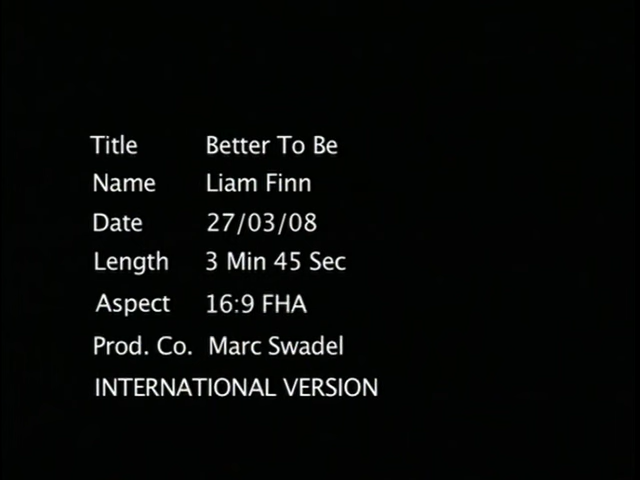 Title Better To Be
Name Liam Finn
Date 27/03/08
Length 3 Min 45 Sec
Aspect 16:9 FHA
Prod. Co. Marc Swadel
INTERNATIONAL VERSION